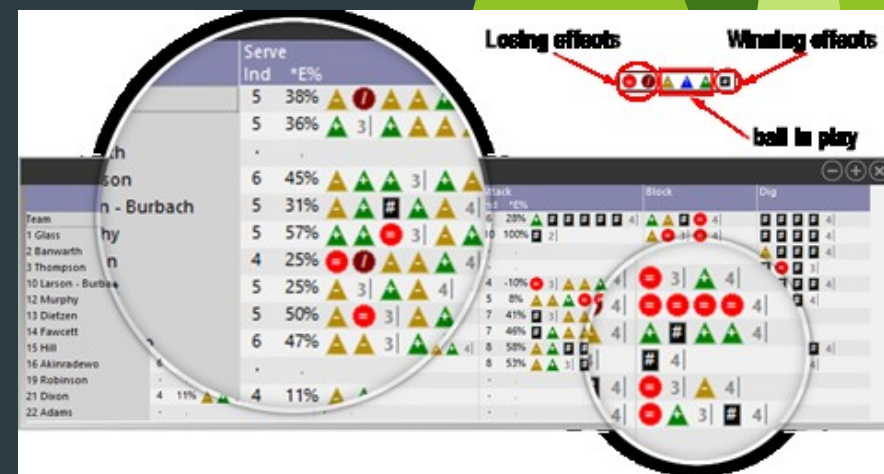 Losing effects
Winning effects
ball in play
Serve
Ind *E%
5 38%
5 36% 3|
6 45% 3|
5 31% # 4|
5 57% 3|
4 25% 4|
5 25% 3| 4|
5 50% 3|
6 47% 3| 4|
4 11%
son
n - Burbach
hy
Attack
*E%
Block
Dig
Team
1 Glass
2 Banwarth
3 Thompson
10 Larson - Burba
12 Murphy
13 Dietzen
14 Fawcett
15 Hill
16 Akinradewo
19 Robinson
21 Dixon 4 11%
22 Adams
28% 4|
100% # 2|
4 -10% 3|
5 8%
7 41% # 3|
7 46% #
8 58%
8 53% 3|
3| 4|
4|
# 4|
3| 4|
3| # 4|